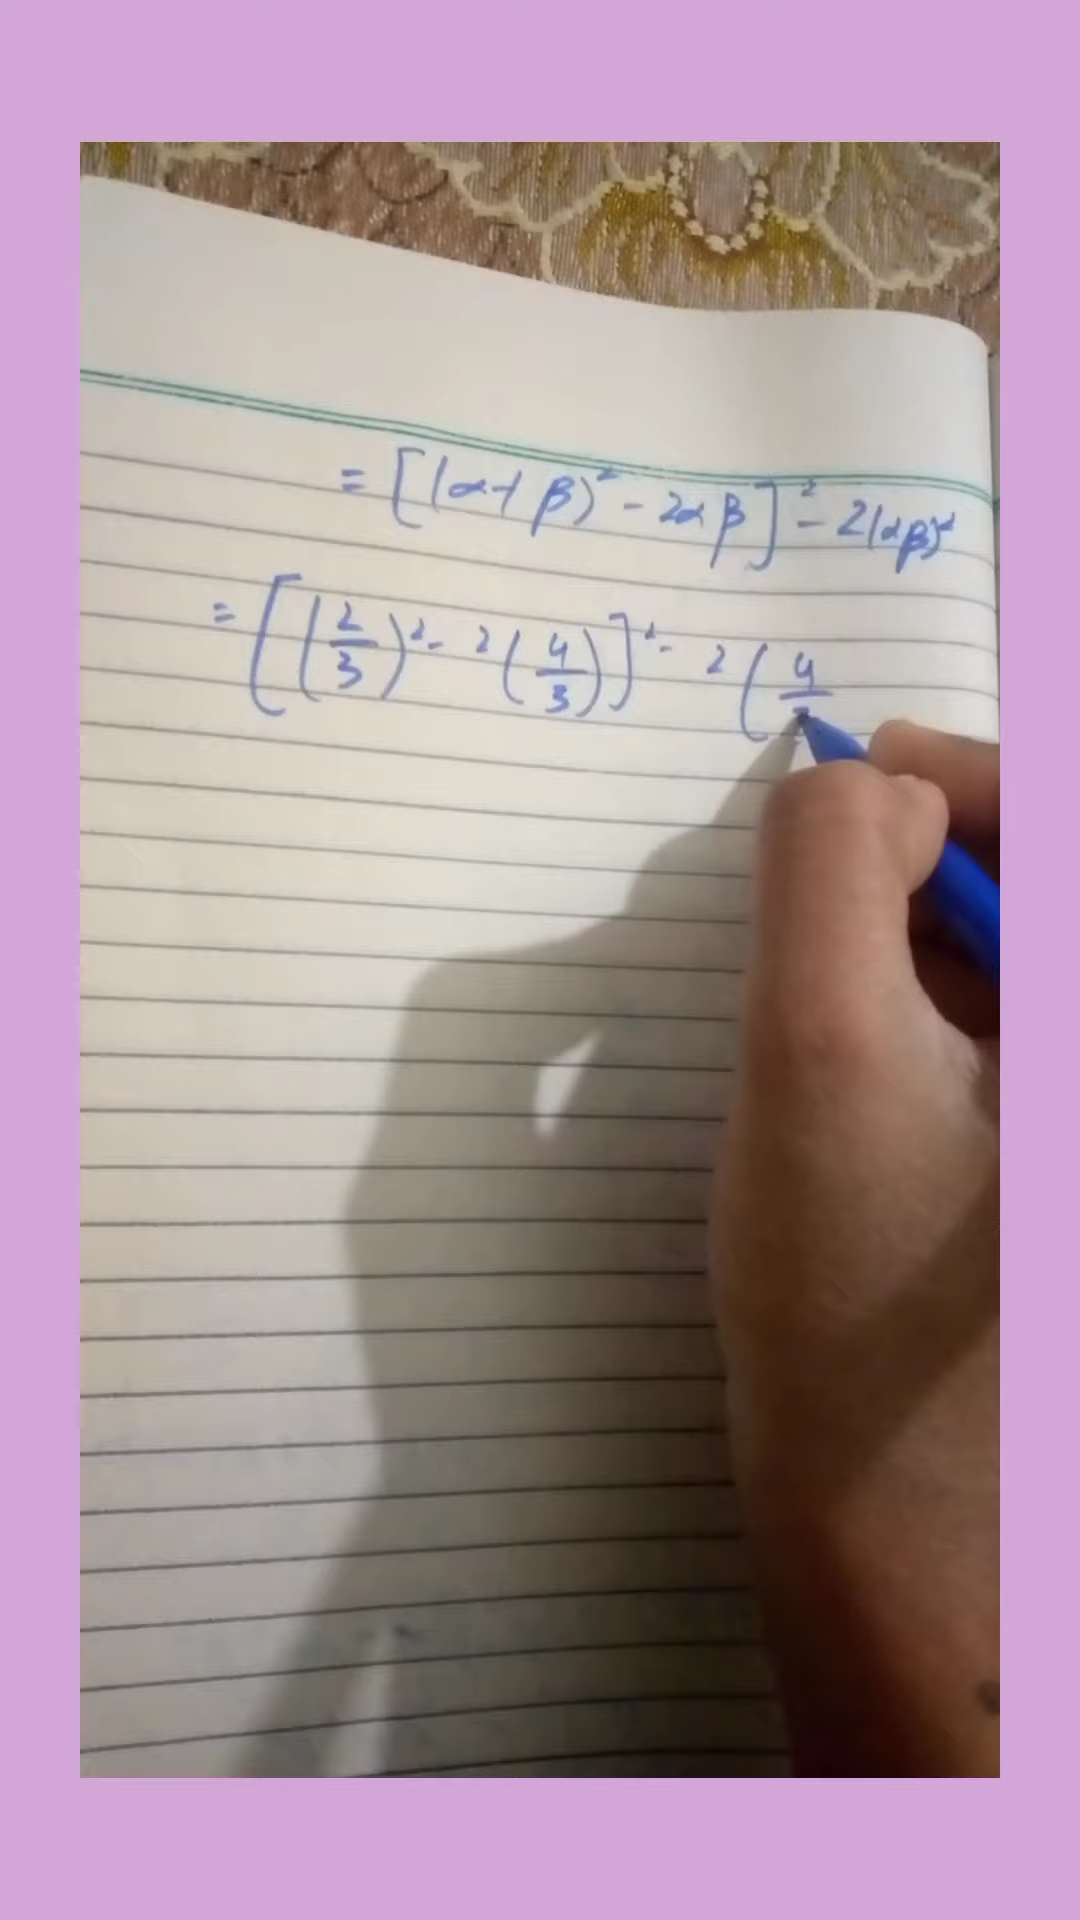 = [(α+β)² - 2αβ]² - 2(αβ)²
= [(2/3)² - 2(4/3)]² - 2(4/